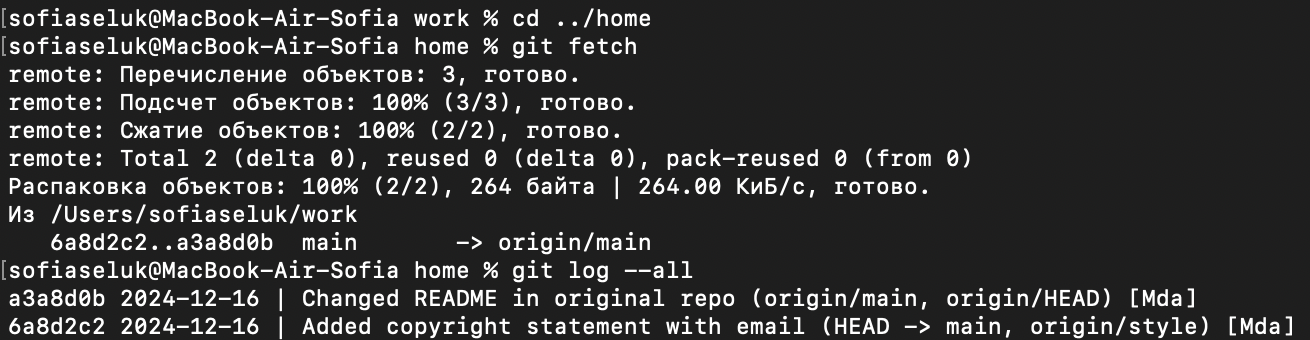 [sofiaseluk@MacBook-Air-Sofia work % cd ../home
[sofiaseluk@MacBook-Air-Sofia home % git fetch
remote: Перечисление объектов: 3, готово.
remote: Подсчет объектов: 100% (3/3), готово.
remote: Сжатие объектов: 100% (2/2), готово.
remote: Total 2 (delta 0), reused 0 (delta 0), pack-reused 0 (from 0)
Распаковка объектов: 100% (2/2), 264 байта | 264.00 КиБ/с, готово.
Из /Users/sofiaseluk/work
   6a8d2c2..a3a8d0b  main       -> origin/main
[sofiaseluk@MacBook-Air-Sofia home % git log --all
a3a8d0b 2024-12-16 | Changed README in original repo (origin/main, origin/HEAD) [Mda]
6a8d2c2 2024-12-16 | Added copyright statement with email (HEAD -> main, origin/style) [Mda]